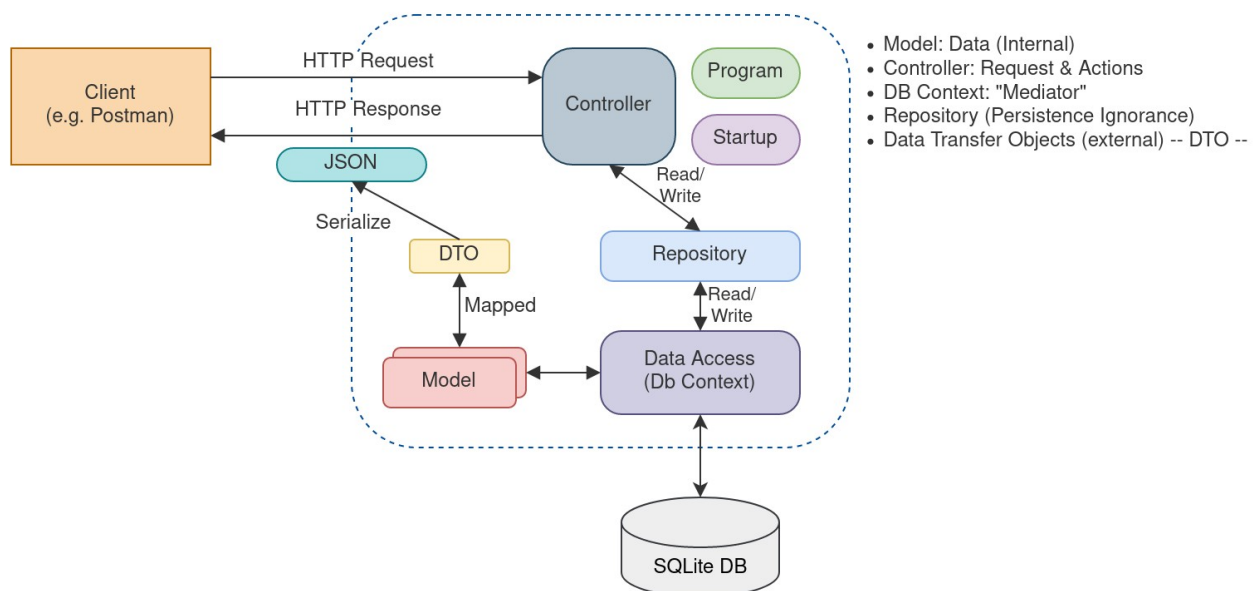 Client
(e.g. Postman)
HTTP Request
HTTP Response
Controller
Program
Startup
• Model: Data (Internal)
• Controller: Request & Actions
• DB Context: "Mediator"
• Repository (Persistence Ignorance)
• Data Transfer Objects (external) -- DTO --
JSON
Read/
Write
Serialize
DTO
Repository
Mapped
Read/
Write
Model
Data Access
(Db Context)
SQLite DB